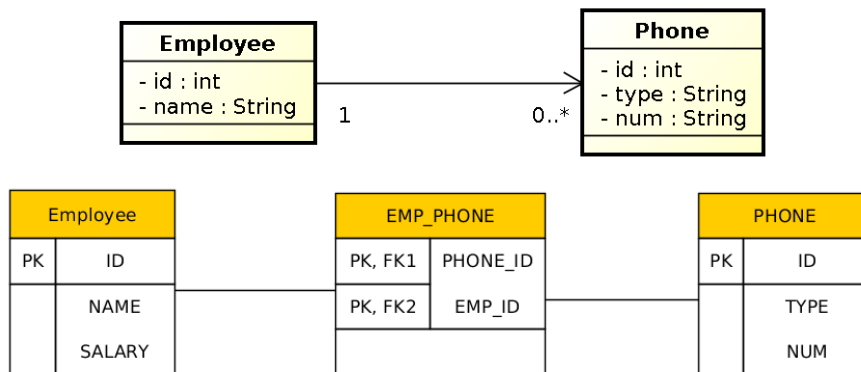 Employee
- id : int
- name : String
1
0..*
Phone
- id : int
- type : String
- num : String
Employee
PK ID
NAME
SALARY
EMP_PHONE
PK, FK1 PHONE_ID
PK, FK2 EMP_ID
PHONE
PK ID
TYPE
NUM